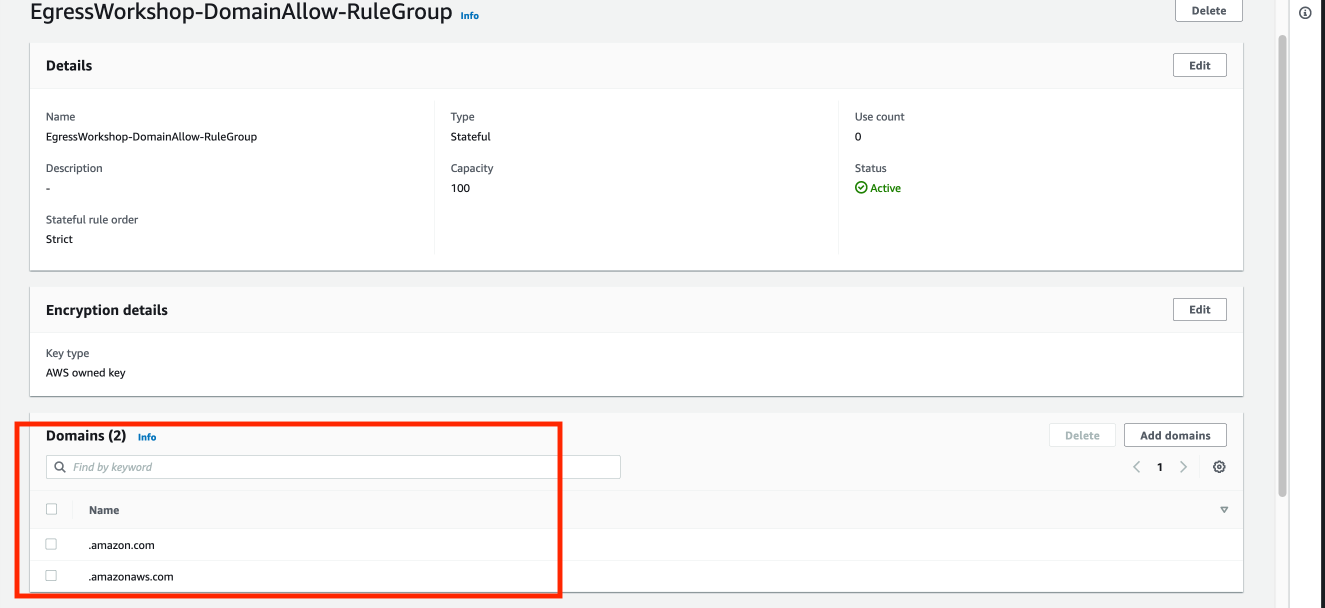 EgressWorkshop-DomainAllow-RuleGroup Info
Delete
Details
Edit
Name
EgressWorkshop-DomainAllow-RuleGroup
Type
Stateful
Use count
0
Description
-
Capacity
100
Status
Active
Stateful rule order
Strict
Encryption details
Edit
Key type
AWS owned key
Domains (2) Info
Delete
Add domains
Find by keyword
1
Name
.amazon.com
.amazonaws.com